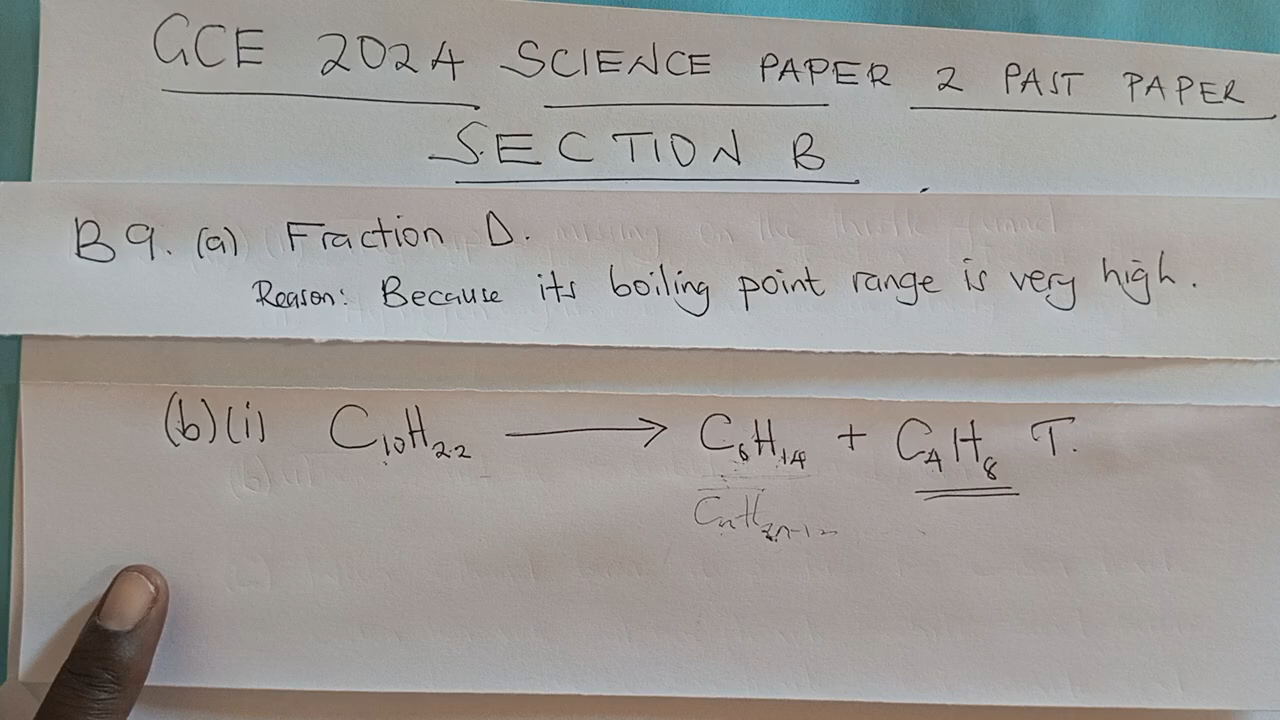 GCE 2024 SCIENCE PAPER 2 PAST PAPER
SECTION B
B9. (a) Fraction D.
Reason: Because its boiling point range is very high.
(b)(i) C₁₀H₂₂ ⟶ C₆H₁₄ + C₄H₈ T.